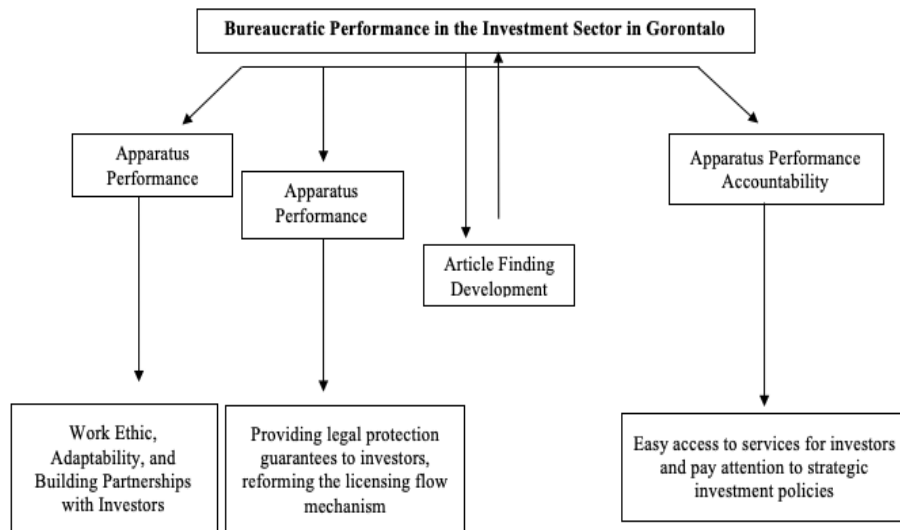 Bureaucratic Performance in the Investment Sector in Gorontalo
Apparatus
Performance
Apparatus
Performance
Article Finding
Development
Apparatus Performance
Accountability
Work Ethic,
Adaptability, and
Building Partnerships
with Investors
Providing legal protection
guarantees to investors,
reforming the licensing flow
mechanism
Easy access to services for investors
and pay attention to strategic
investment policies